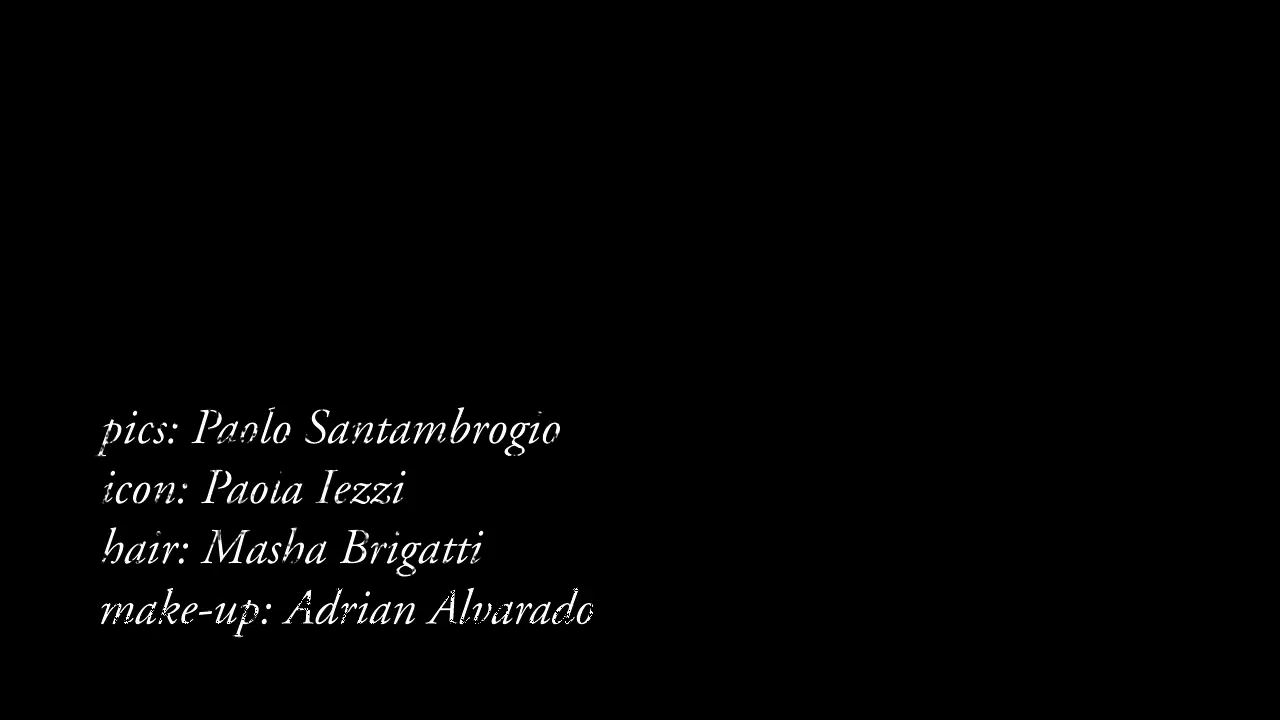 pics: Paolo Santambrogio
icon: Paola Iezzi
hair: Masha Brigatti
make-up: Adrian Alvarado